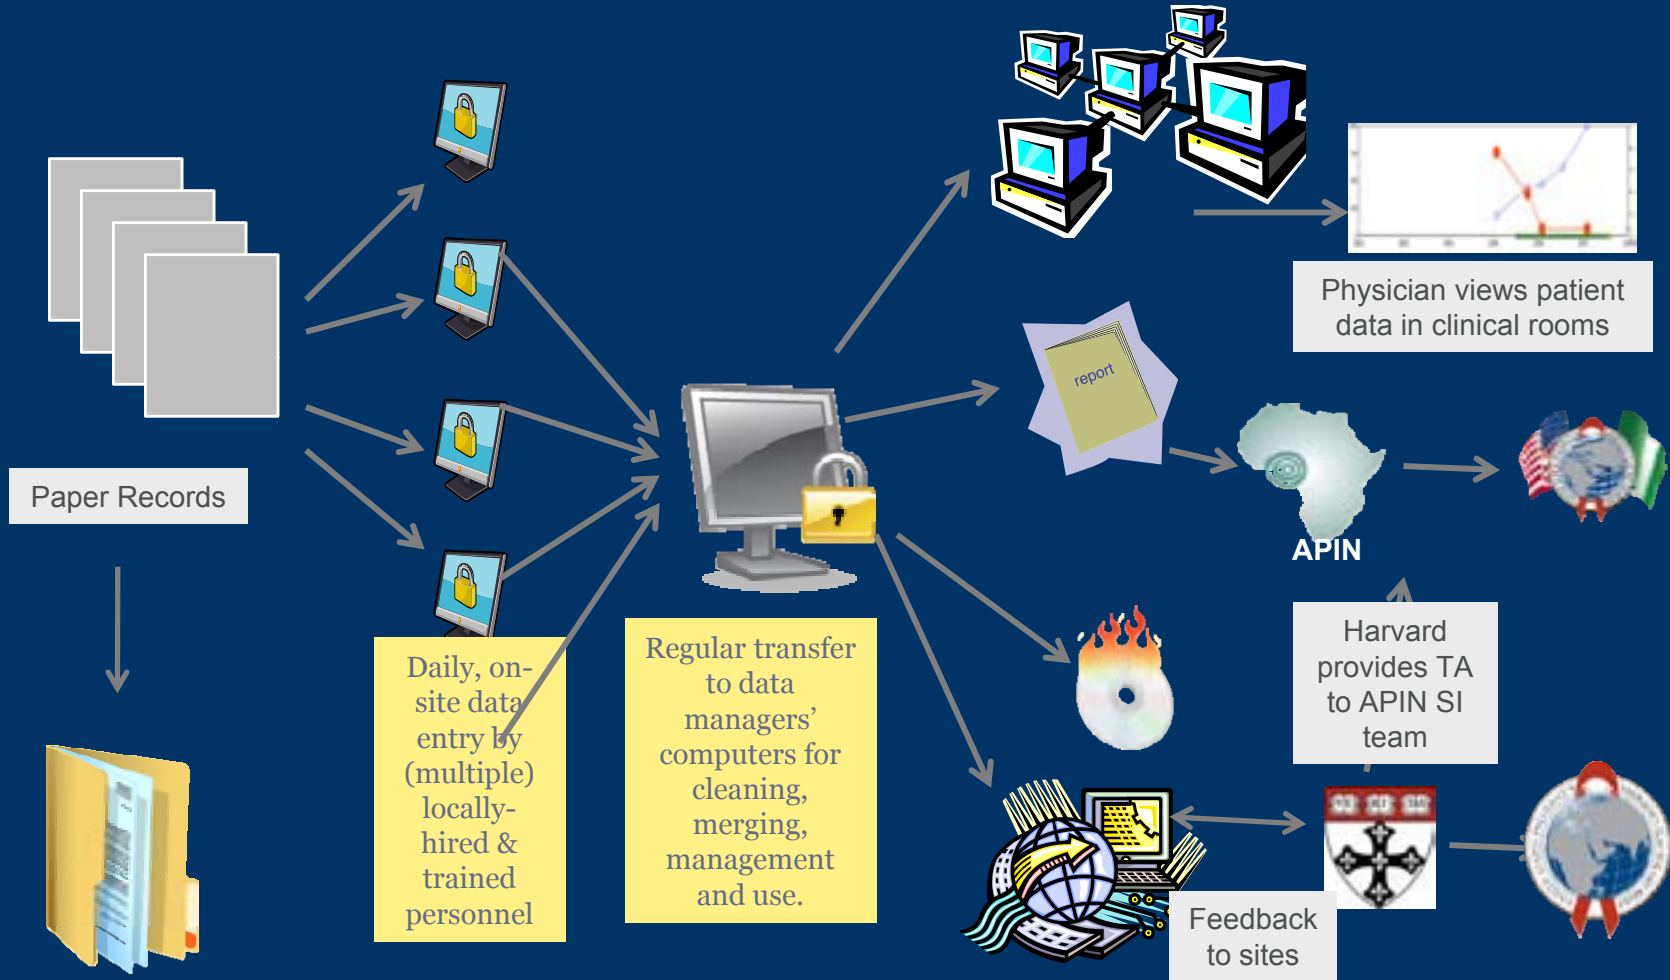 Paper Records
Daily, on-
site data
entry by
(multiple)
locally-
hired &
trained
personnel
Regular transfer
to data
managers’
computers for
cleaning,
merging,
management
and use.
Physician views patient
data in clinical rooms
report
APIN
Harvard
provides TA
to APIN SI
team
Feedback
to sites